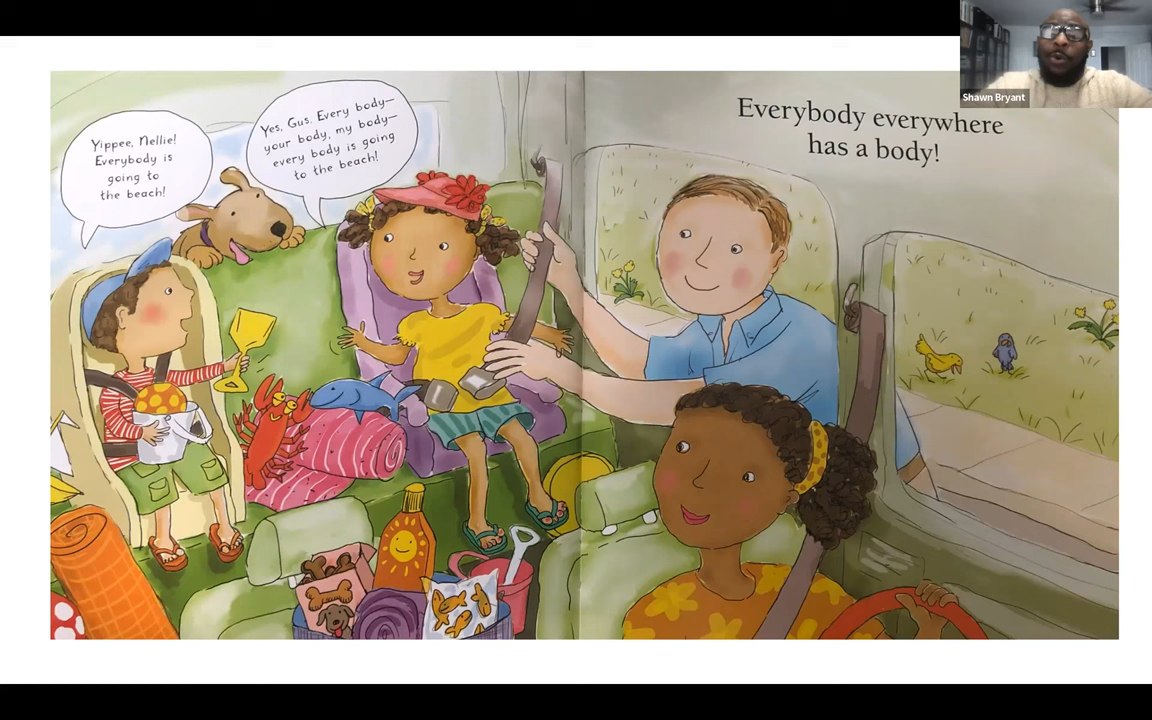 Yippee, Nellie!
Everybody is
going to
the beach!
Yes, Gus. Every body—
your body, my body—
every body is going
to the beach!
Everybody everywhere
has a body!
Shawn Bryant